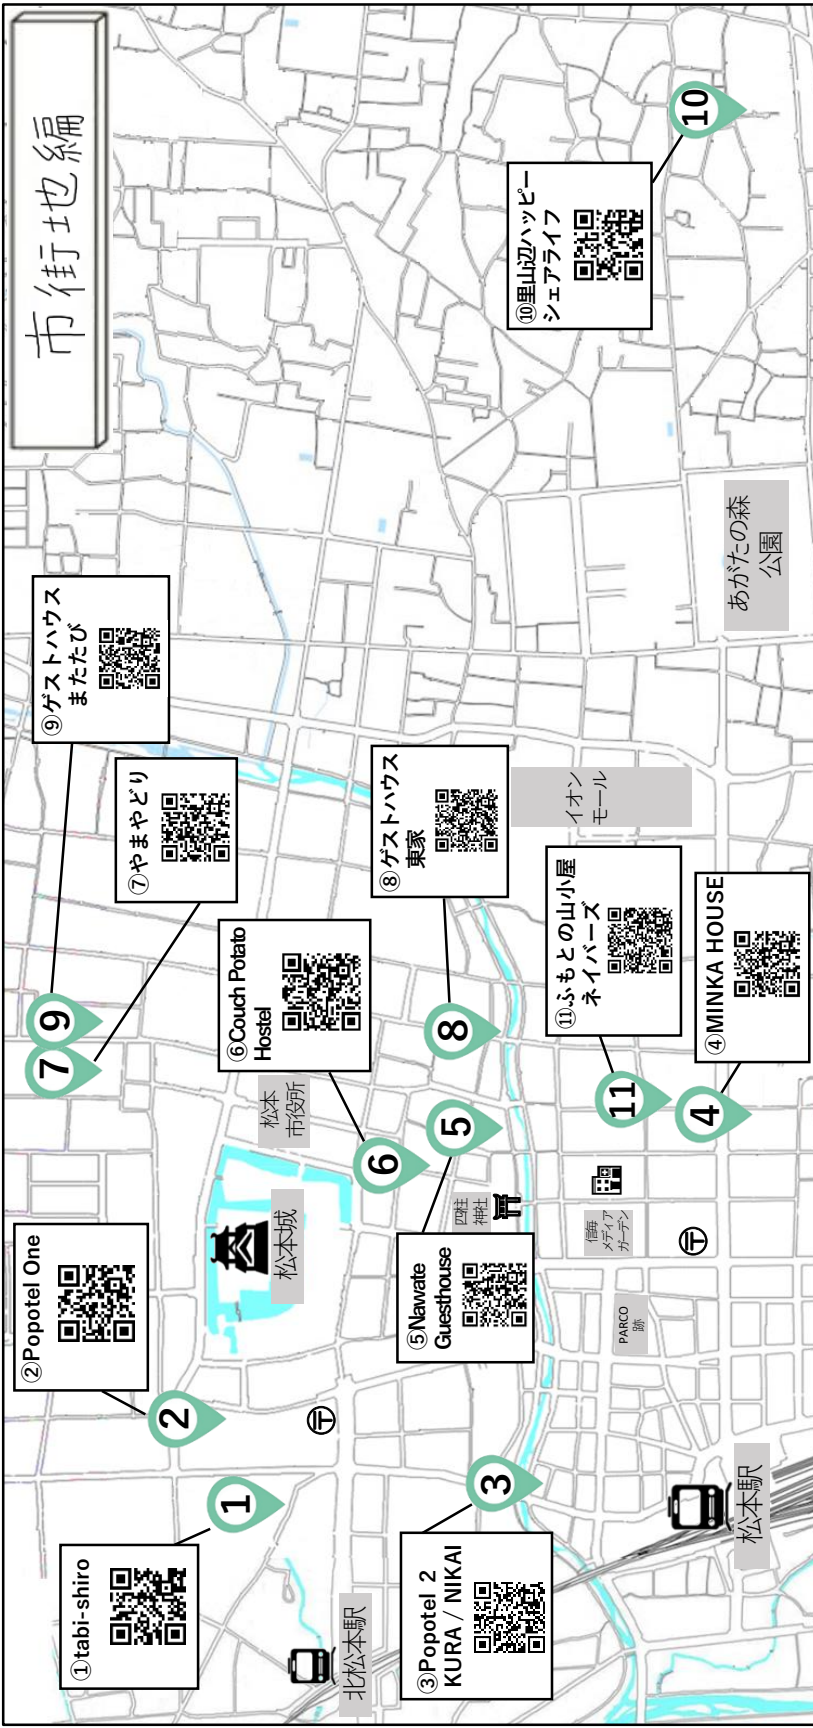 市街地編
①tabi-shiro
②Popotel One
③Popotel 2
KURA / NIKAI
④MINKA HOUSE
⑤Nawate
Guesthouse
⑥Couch Potato
Hostel
⑦やまやどり
⑧ゲストハウス
東家
⑨ゲストハウス
またたび
⑩里山辺ハッピー
シェアライフ
⑪ふもとの山小屋
ネイバーズ
1
2
3
4
5
6
7
8
9
10
11
北松本駅
松本駅
松本城
松本
市役所
四柱
神社
信毎
メディア
ガーデン
PARCO
跡
イオン
モール
あがたの森
公園
〒
〒